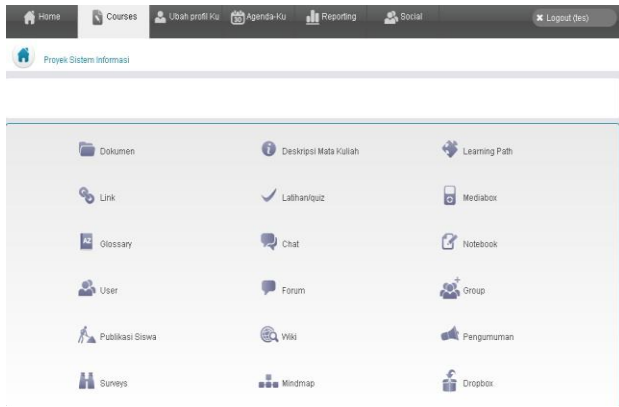 Home Courses Ubah profil Ku Agenda-Ku Reporting Social Logout (tes)
Proyek Sistem Informasi
Dokumen Deskripsi Mata Kuliah Learning Path
Link Latihan/quiz Mediabox
AZ Glossary Chat Notebook
User Forum Group
Publikasi Siswa Wiki Pengumuman
Surveys Mindmap Dropbox